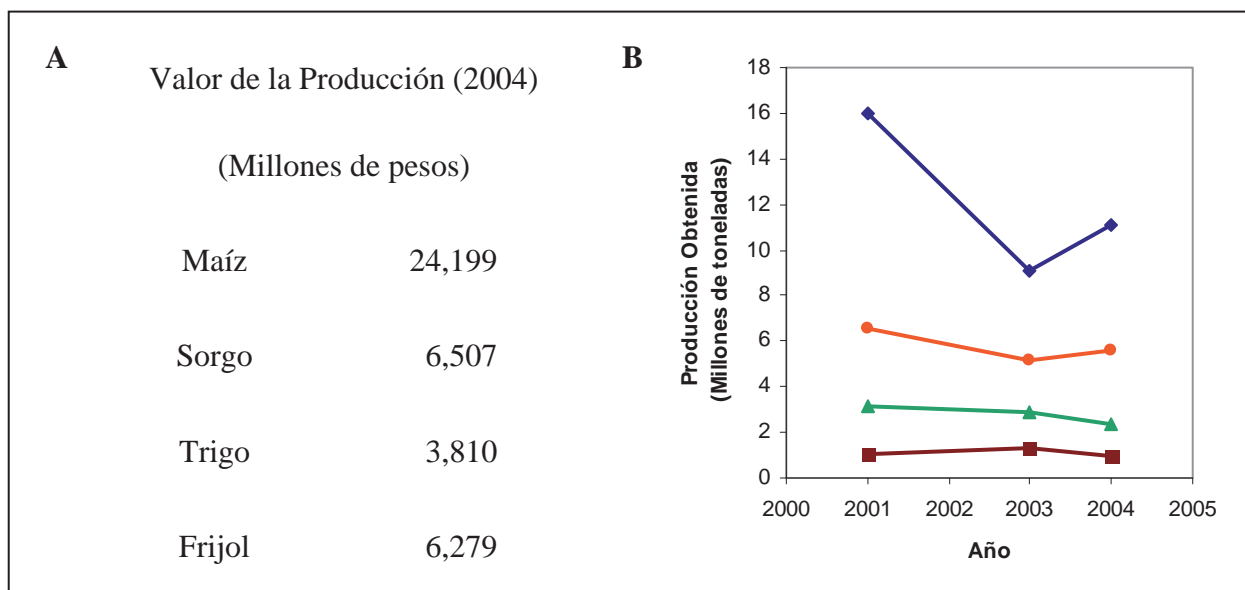 A
Valor de la Producción (2004)
(Millones de pesos)
Maíz 24,199
Sorgo 6,507
Trigo 3,810
Frijol 6,279
B
Producción Obtenida
(Millones de toneladas)
18
16
14
12
10
8
6
4
2
0
2000 2001 2002 2003 2004 2005
Año